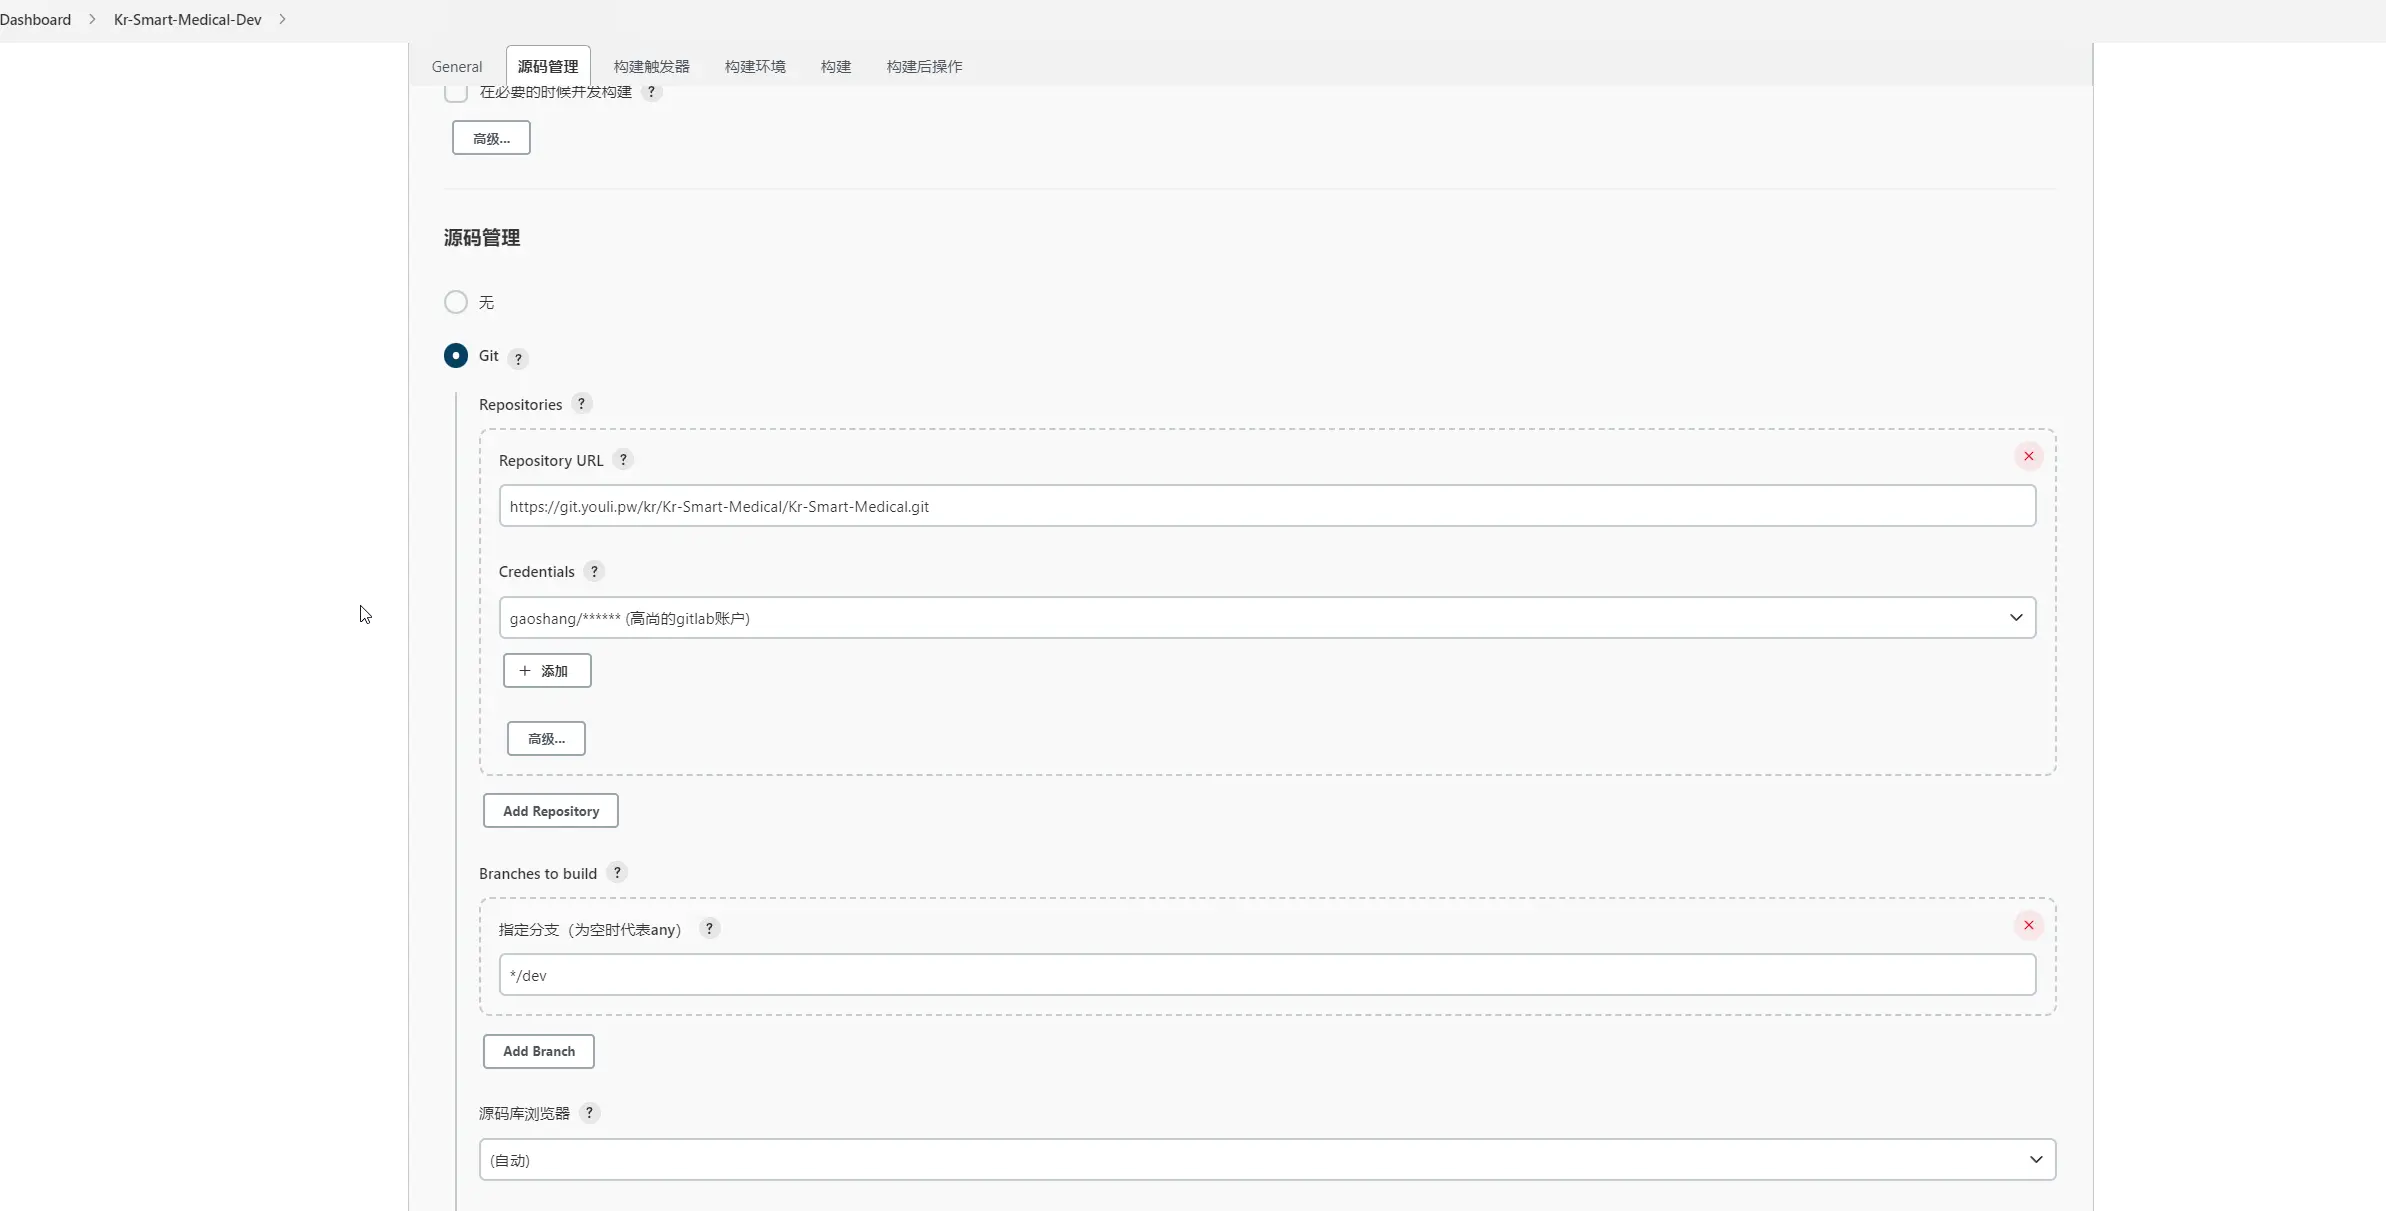 Dashboard > Kr-Smart-Medical-Dev >
General 源码管理 构建触发器 构建环境 构建 构建后操作
在必要的时候并发构建 ?
高级...
源码管理
无
Git ?
Repositories ?
Repository URL ?
https://git.youli.pw/kr/Kr-Smart-Medical/Kr-Smart-Medical.git
Credentials ?
gaoshang/****** (高尚的gitlab账户)
+ 添加
高级...
Add Repository
Branches to build ?
指定分支（为空时代表any） ?
*/dev
Add Branch
源码库浏览器 ?
(自动)